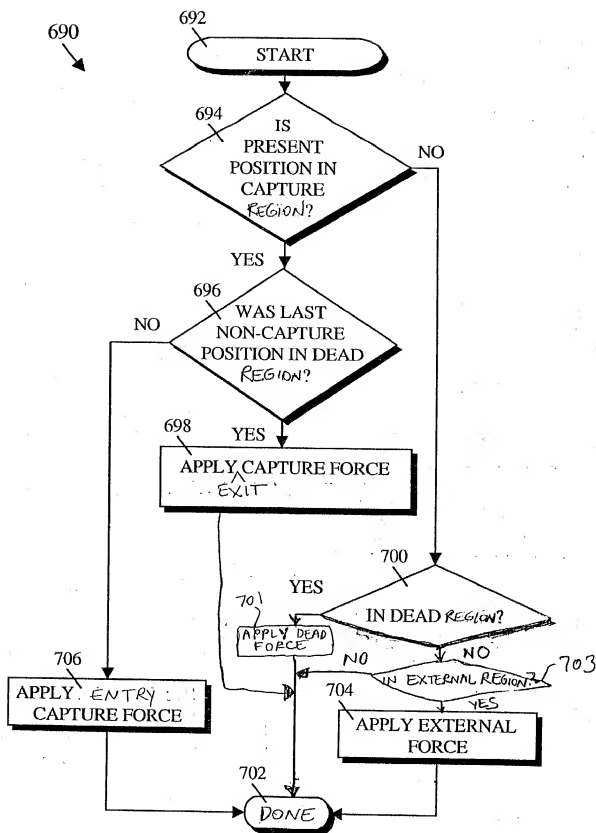 690
692
START
694
IS
PRESENT
POSITION IN
CAPTURE
REGION?
NO
YES
696
WAS LAST
NON-CAPTURE
POSITION IN DEAD
REGION?
NO
YES
698
APPLY ^ CAPTURE FORCE
EXIT
700
IN DEAD REGION?
YES
NO
701
APPLY DEAD
FORCE
IN EXTERNAL REGION?
703
NO
YES
704
APPLY EXTERNAL
FORCE
706
APPLY ENTRY
CAPTURE FORCE
702
DONE